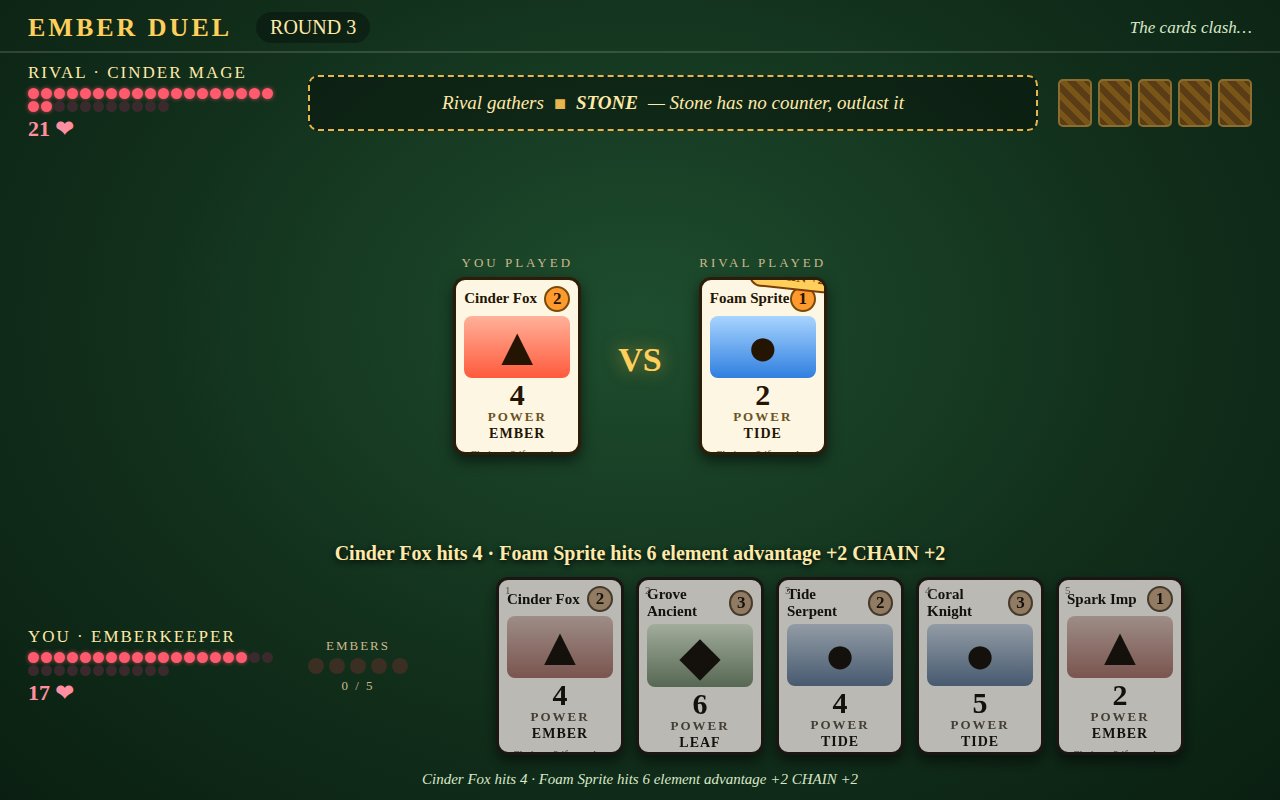 EMBER DUEL
ROUND 3
The cards clash…
RIVAL · CINDER MAGE
21 ❤
Rival gathers ■ STONE — Stone has no counter, outlast it
YOU PLAYED
RIVAL PLAYED
Cinder Fox 2
4
POWER
EMBER
VS
Foam Sprite 1
2
POWER
TIDE
Cinder Fox hits 4 · Foam Sprite hits 6 element advantage +2 CHAIN +2
YOU · EMBERKEEPER
17 ❤
EMBERS
0 / 5
1
Cinder Fox 2
4
POWER
EMBER
Grove
Ancient
3
6
POWER
LEAF
3
Tide
Serpent
2
4
POWER
TIDE
4
Coral
Knight
3
5
POWER
TIDE
5
Spark Imp 1
2
POWER
EMBER
Cinder Fox hits 4 · Foam Sprite hits 6 element advantage +2 CHAIN +2